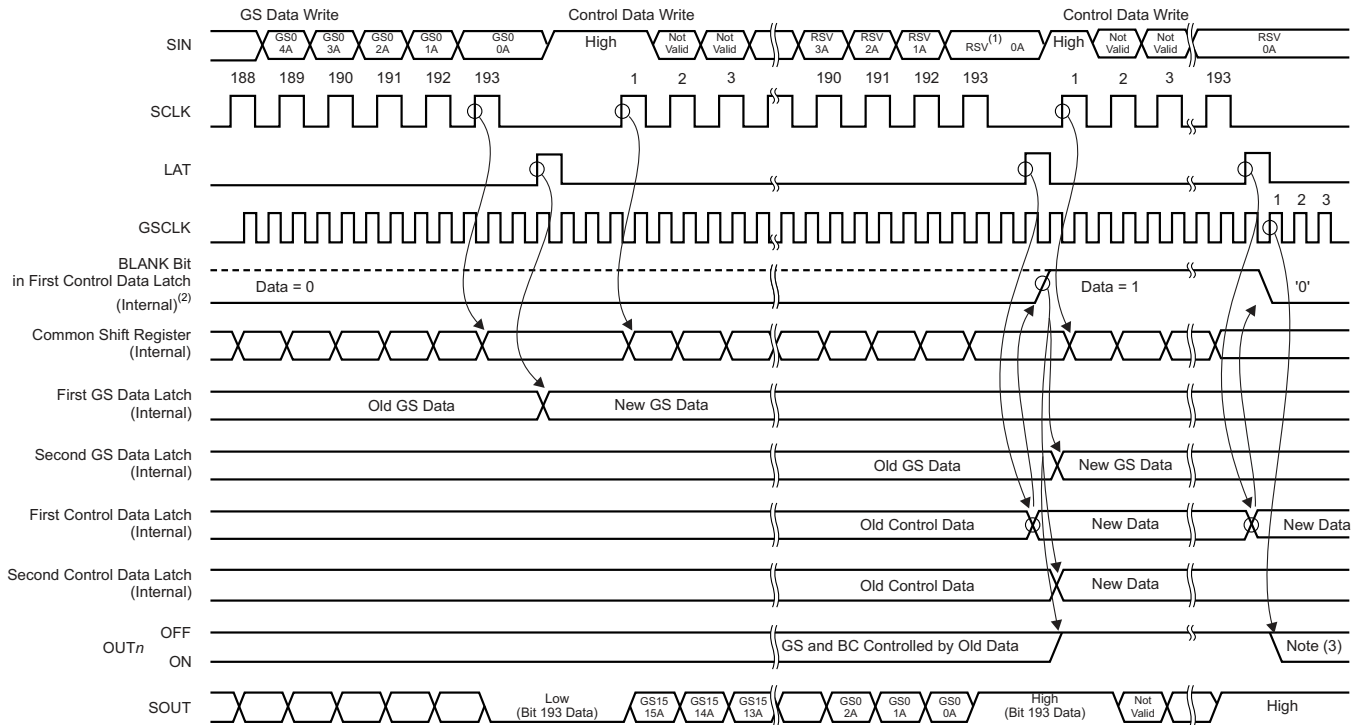 GS Data Write
Control Data Write
Control Data Write
SIN
GS0 4A
GS0 3A
GS0 2A
GS0 1A
GS0 0A
High
Not Valid
Not Valid
RSV 3A
RSV 2A
RSV 1A
RSV(1) 0A
High
Not Valid
Not Valid
RSV 0A
188 189 190 191 192 193 1 2 3 190 191 192 193 1 2 3 193
SCLK
LAT
1 2 3
GSCLK
BLANK Bit
in First Control Data Latch
(Internal)(2)
Data = 0
Data = 1
'0'
Common Shift Register
(Internal)
First GS Data Latch
(Internal)
Old GS Data
New GS Data
Second GS Data Latch
(Internal)
Old GS Data
New GS Data
First Control Data Latch
(Internal)
Old Control Data
New Data
New Data
Second Control Data Latch
(Internal)
Old Control Data
New Data
OFF
OUTn
ON
GS and BC Controlled by Old Data
Note (3)
SOUT
Low
(Bit 193 Data)
GS15 15A
GS15 14A
GS15 13A
GS0 2A
GS0 1A
GS0 0A
High
(Bit 193 Data)
Not Valid
High